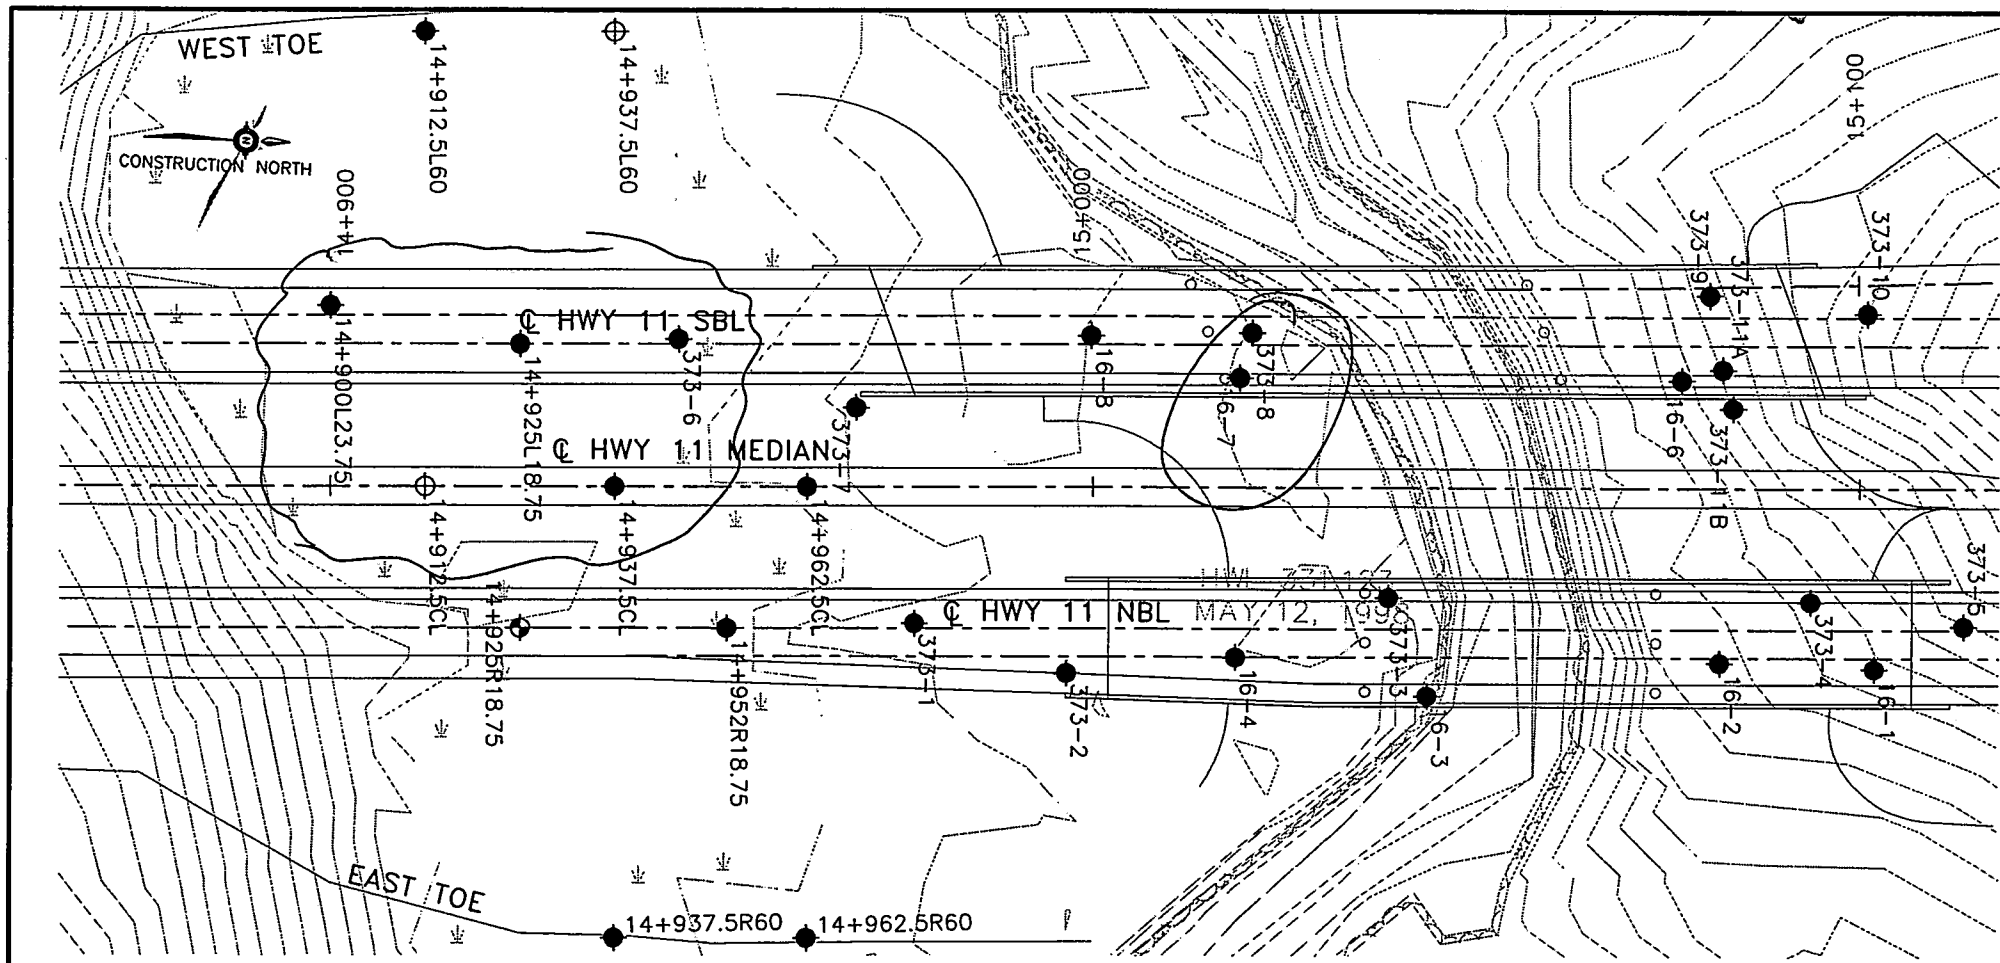 WEST TOE
14+912.5L60
14+937.5L60
15+100
N
CONSTRUCTION NORTH
14+900
15+000
373-9
373-11A
373-10
℄ HWY 11 SBL
14+900L23.75
14+925L18.75
373-6
16-8
373-8
16-7
16-6
373-11B
℄ HWY 11 MEDIAN
373-7
14+912.5CL
14+937.5CL
14+962.5CL
373-5
14+925R18.75
14+952R18.75
373-1
℄ HWY 11 NBL
MAY 12, 1998
373-2
16-4
373-3
16-3
16-2
373-4
16-1
EAST TOE
14+937.5R60
14+962.5R60